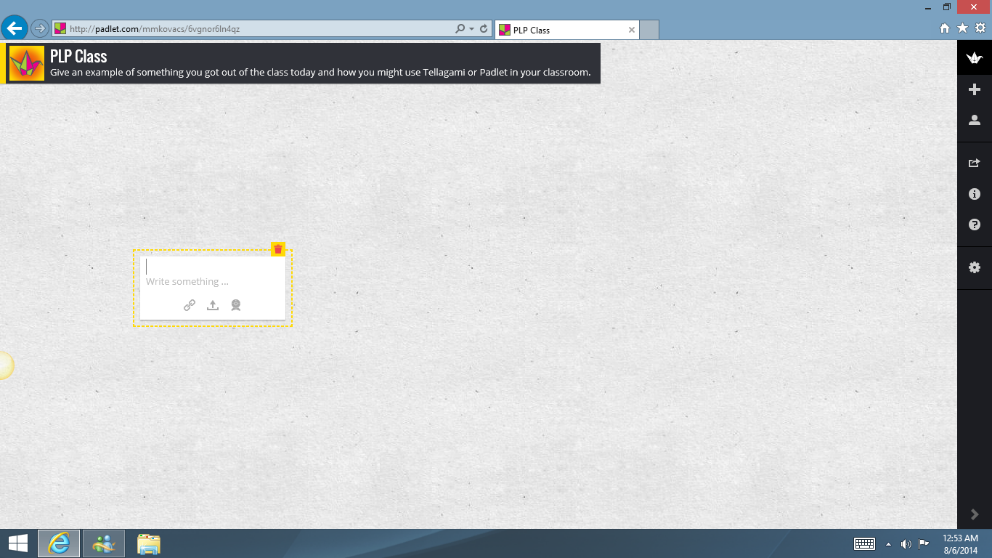 http://padlet.com/mmkovacs/6vgnor6ln4qz
PLP Class
PLP Class
Give an example of something you got out of the class today and how you might use Tellagami or Padlet in your classroom.
Write something ...
12:53 AM
8/6/2014